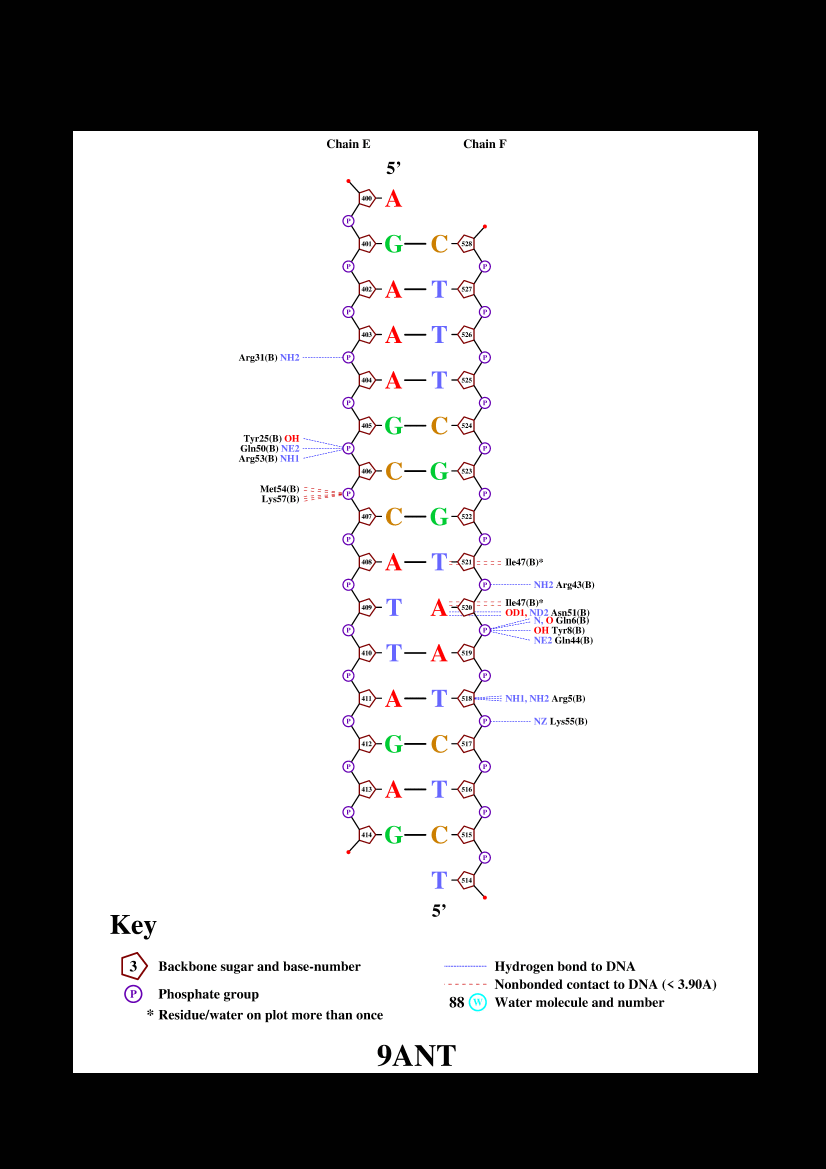 Chain E Chain F
5'
400 A
P
401 G C 528
P P
402 A T 527
P P
403 A T 526
Arg31(B) NH2 P P
404 A T 525
P P
405 G C 524
Tyr25(B) OH
Gln50(B) NE2 P P
Arg53(B) NH1
406 C G 523
Met54(B)
P P
Lys57(B)
407 C G 522
P P
408 A T 521 Ile47(B)*
P P NH2 Arg43(B)
Ile47(B)*
409 T A 520
OD1, ND2 Asn51(B)
N, O Gln6(B)
P P OH Tyr8(B)
NE2 Gln44(B)
410 T A 519
P P
411 A T 518 NH1, NH2 Arg5(B)
P P NZ Lys55(B)
412 G C 517
P P
413 A T 516
P P
414 G C 515
P
T 514
5'
Key
3 Backbone sugar and base-number
P Phosphate group
* Residue/water on plot more than once
Hydrogen bond to DNA
Nonbonded contact to DNA (< 3.90A)
88 W Water molecule and number
9ANT